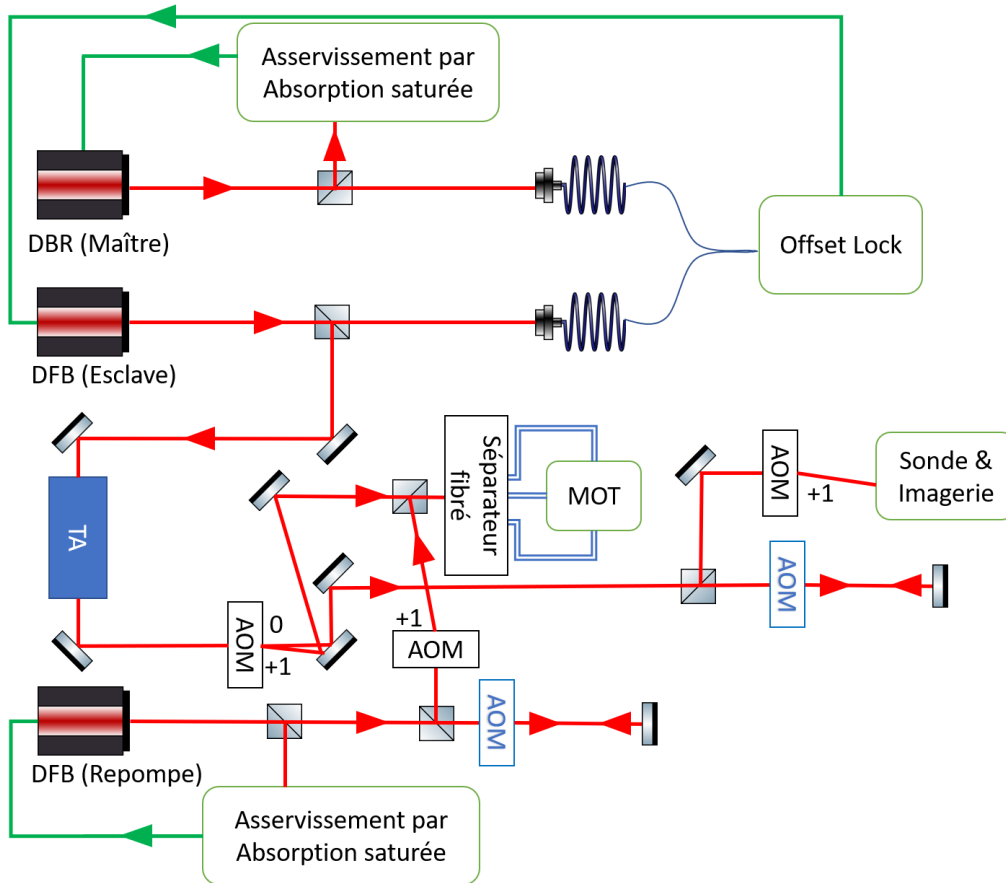 Asservissement par
Absorption saturée
DBR (Maître)
Offset Lock
DFB (Esclave)
Séparateur
fibré
MOT
AOM
+1
Sonde &
Imagerie
TA
AOM
AOM
0
+1
+1
AOM
AOM
DFB (Repompe)
Asservissement par
Absorption saturée